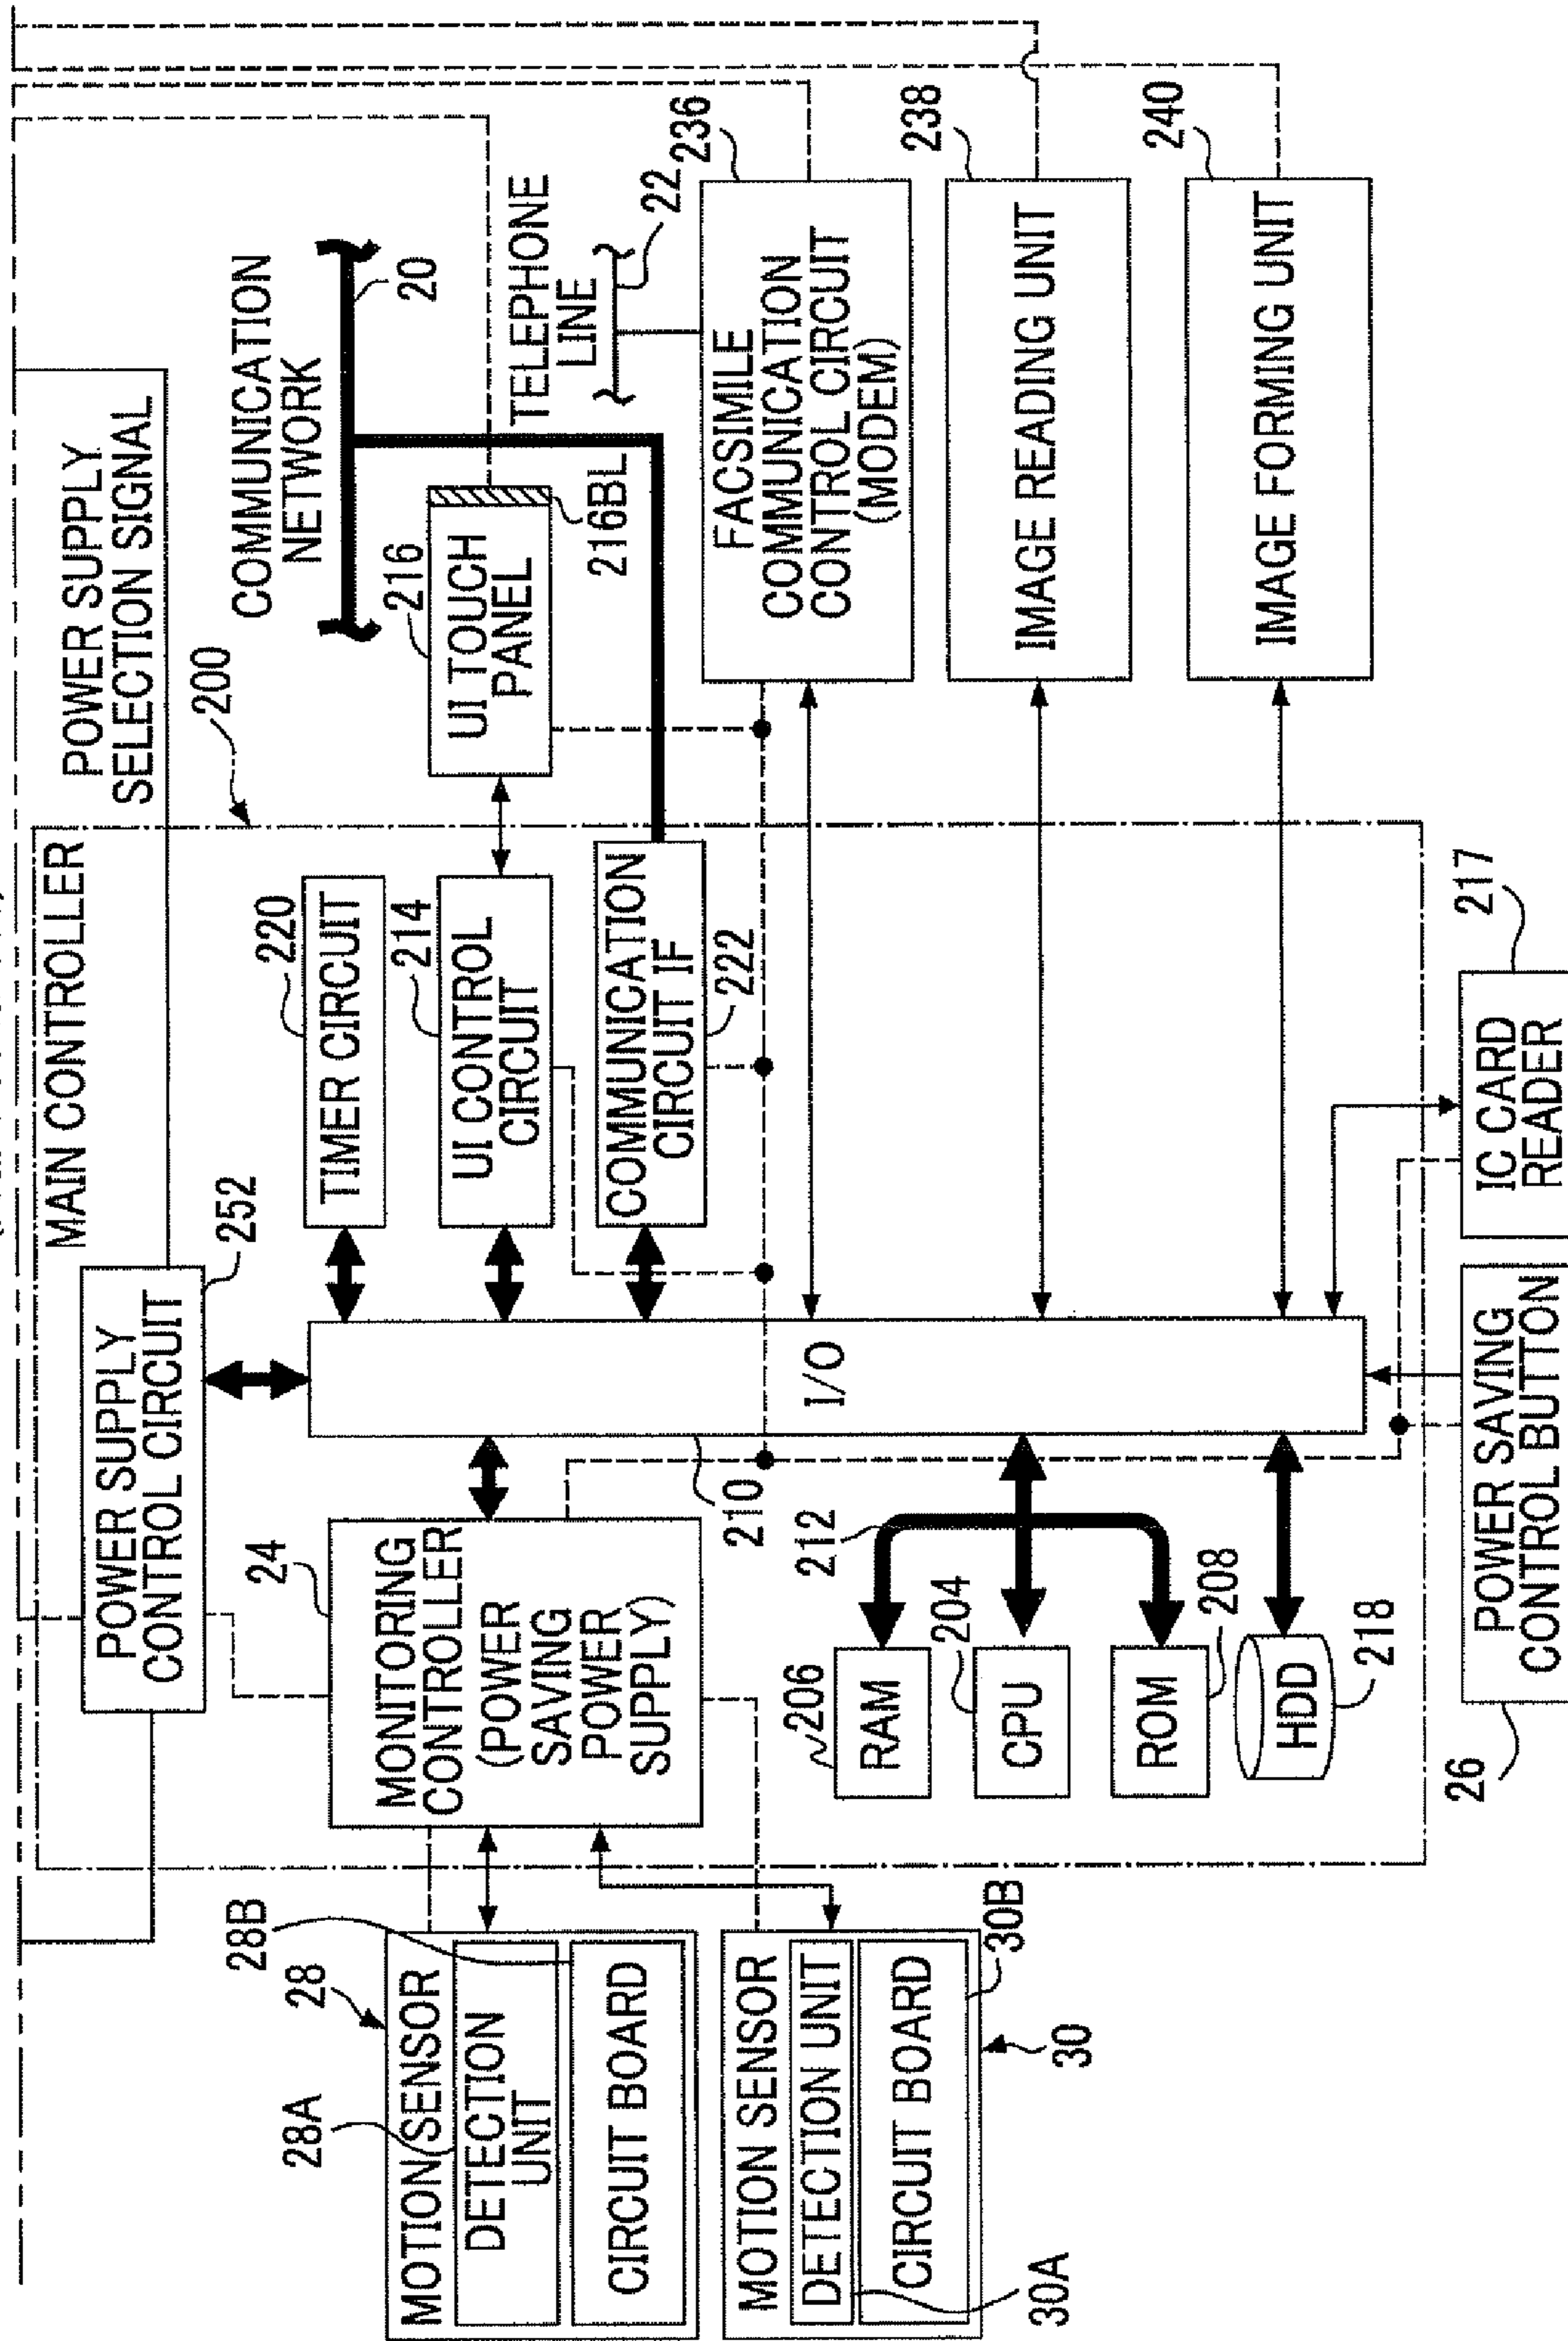 POWER SUPPLY
SELECTION SIGNAL
MAIN CONTROLLER
200
POWER SUPPLY
CONTROL CIRCUIT
252
COMMUNICATION
NETWORK
20
TIMER CIRCUIT
220
MONITORING
CONTROLLER
(POWER
SAVING
POWER
SUPPLY)
24
UI CONTROL
CIRCUIT
214
UI TOUCH
PANEL
216
216BL
TELEPHONE
LINE
22
COMMUNICATION
CIRCUIT IF
222
MOTION SENSOR
28
DETECTION
UNIT
28A
CIRCUIT BOARD
28B
MOTION SENSOR
30
DETECTION UNIT
30A
CIRCUIT BOARD
30B
I/O
210
212
FACSIMILE
COMMUNICATION
CONTROL CIRCUIT
(MODEM)
236
RAM
206
CPU
204
ROM
208
HDD
218
IMAGE READING UNIT
238
IMAGE FORMING UNIT
240
POWER SAVING
CONTROL BUTTON
26
IC CARD
READER
217